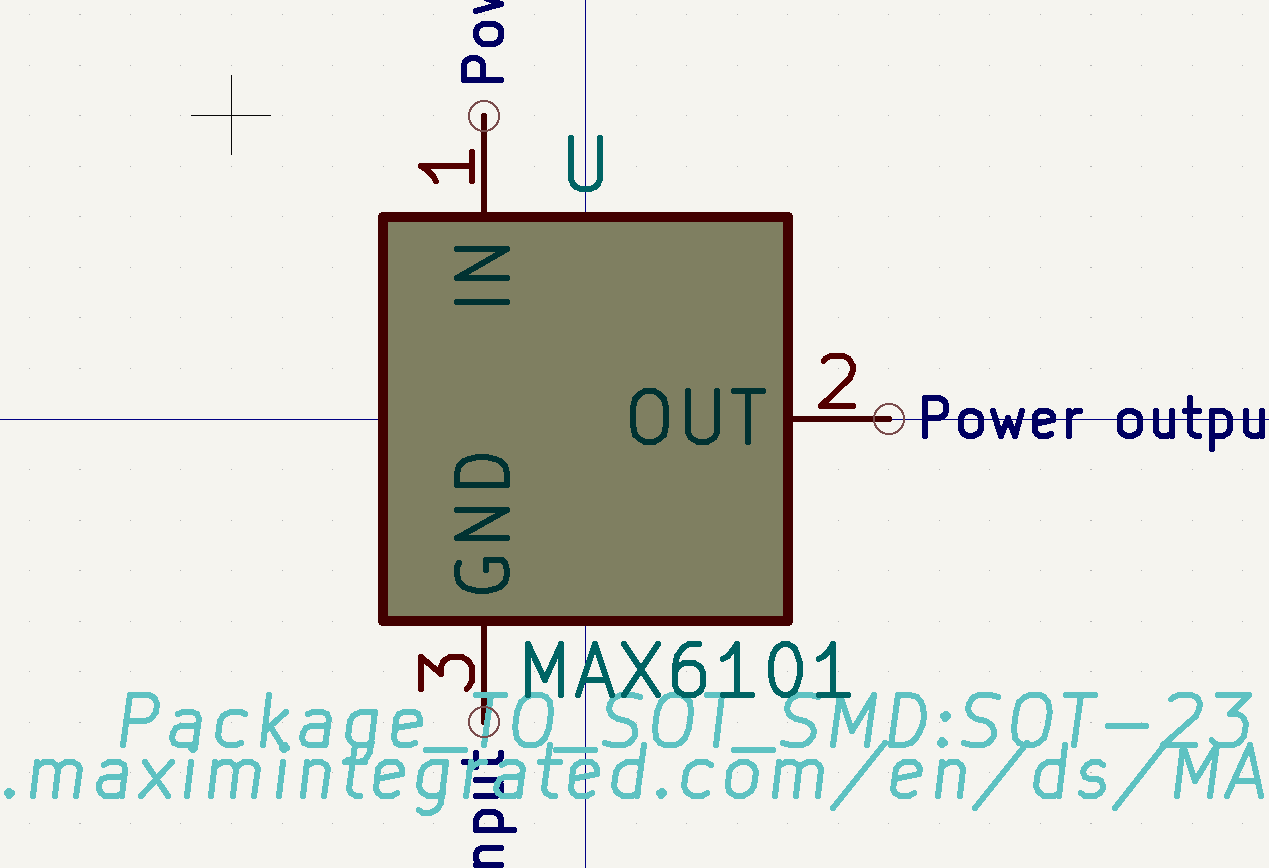 Pow
1
U
IN
2
OUT
Power outpu
GND
3
MAX6101
Package_TO_SOT_SMD:SOT-23
.maximintegrated.com/en/ds/MA
nput